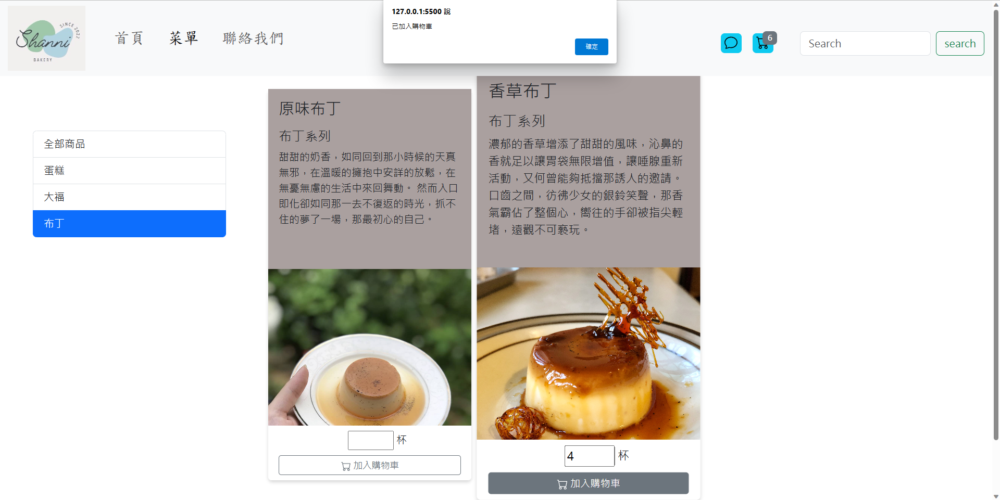 127.0.0.1:5500 說
已加入購物車
確定
Shanni
SINCE 2022
BAKERY
首頁
菜單
聯絡我們
6
Search
search
全部商品
蛋糕
大福
布丁
原味布丁
布丁系列
甜甜的奶香，如同回到那小時候的天真
無邪，在溫暖的擁抱中安詳的放鬆，在
無憂無慮的生活中來回舞動。 然而入口
即化卻如同那一去不復返的時光，抓不
住的夢了一場，那最初心的自己。
杯
加入購物車
香草布丁
布丁系列
濃郁的香草增添了甜甜的風味，沁鼻的
香就足以讓胃袋無限增值，讓唾腺重新
活動，又何曾能夠抵擋那誘人的邀請。
口齒之間，彷彿少女的銀鈴笑聲，那香
氣霸佔了整個心，嚮往的手卻被指尖輕
堵，遠觀不可褻玩。
4 杯
加入購物車